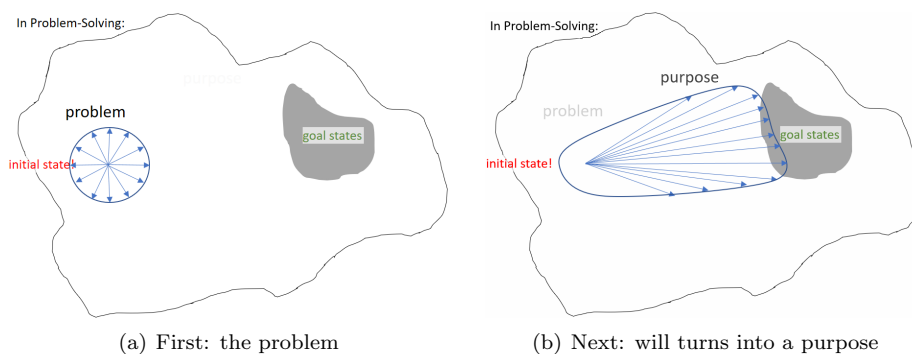 In Problem-Solving:
purpose
problem
initial state!
goal states
(a) First: the problem
In Problem-Solving:
purpose
problem
initial state!
goal states
(b) Next: will turns into a purpose